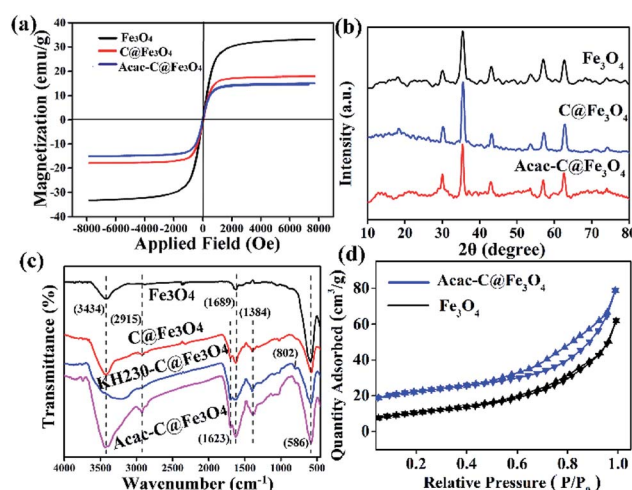 (a)
Magnetization (emu/g)
40
30
20
10
0
-10
-20
-30
-40
Fe₃O₄
C@Fe₃O₄
Acac-C@Fe₃O₄
-8000 -6000 -4000 -2000 0 2000 4000 6000 8000
Applied Field (Oe)
(b)
Intensity (a.u.)
Fe₃O₄
C@Fe₃O₄
Acac-C@Fe₃O₄
10 20 30 40 50 60 70 80
2θ (degree)
(c)
Transmittance (%)
(3434)
(2915)
Fe3O4
(1689)
(1384)
C@Fe3O4
(802)
KH230-C@Fe3O4
Acac-C@Fe3O4
(1623)
(586)
4000 3500 3000 2500 2000 1500 1000 500
Wavenumber (cm⁻¹)
(d)
Quantity Adsorbed (cm³/g)
120
80
40
0
Acac-C@Fe₃O₄
Fe₃O₄
0.0 0.2 0.4 0.6 0.8 1.0
Relative Pressure ( P/P₀ )